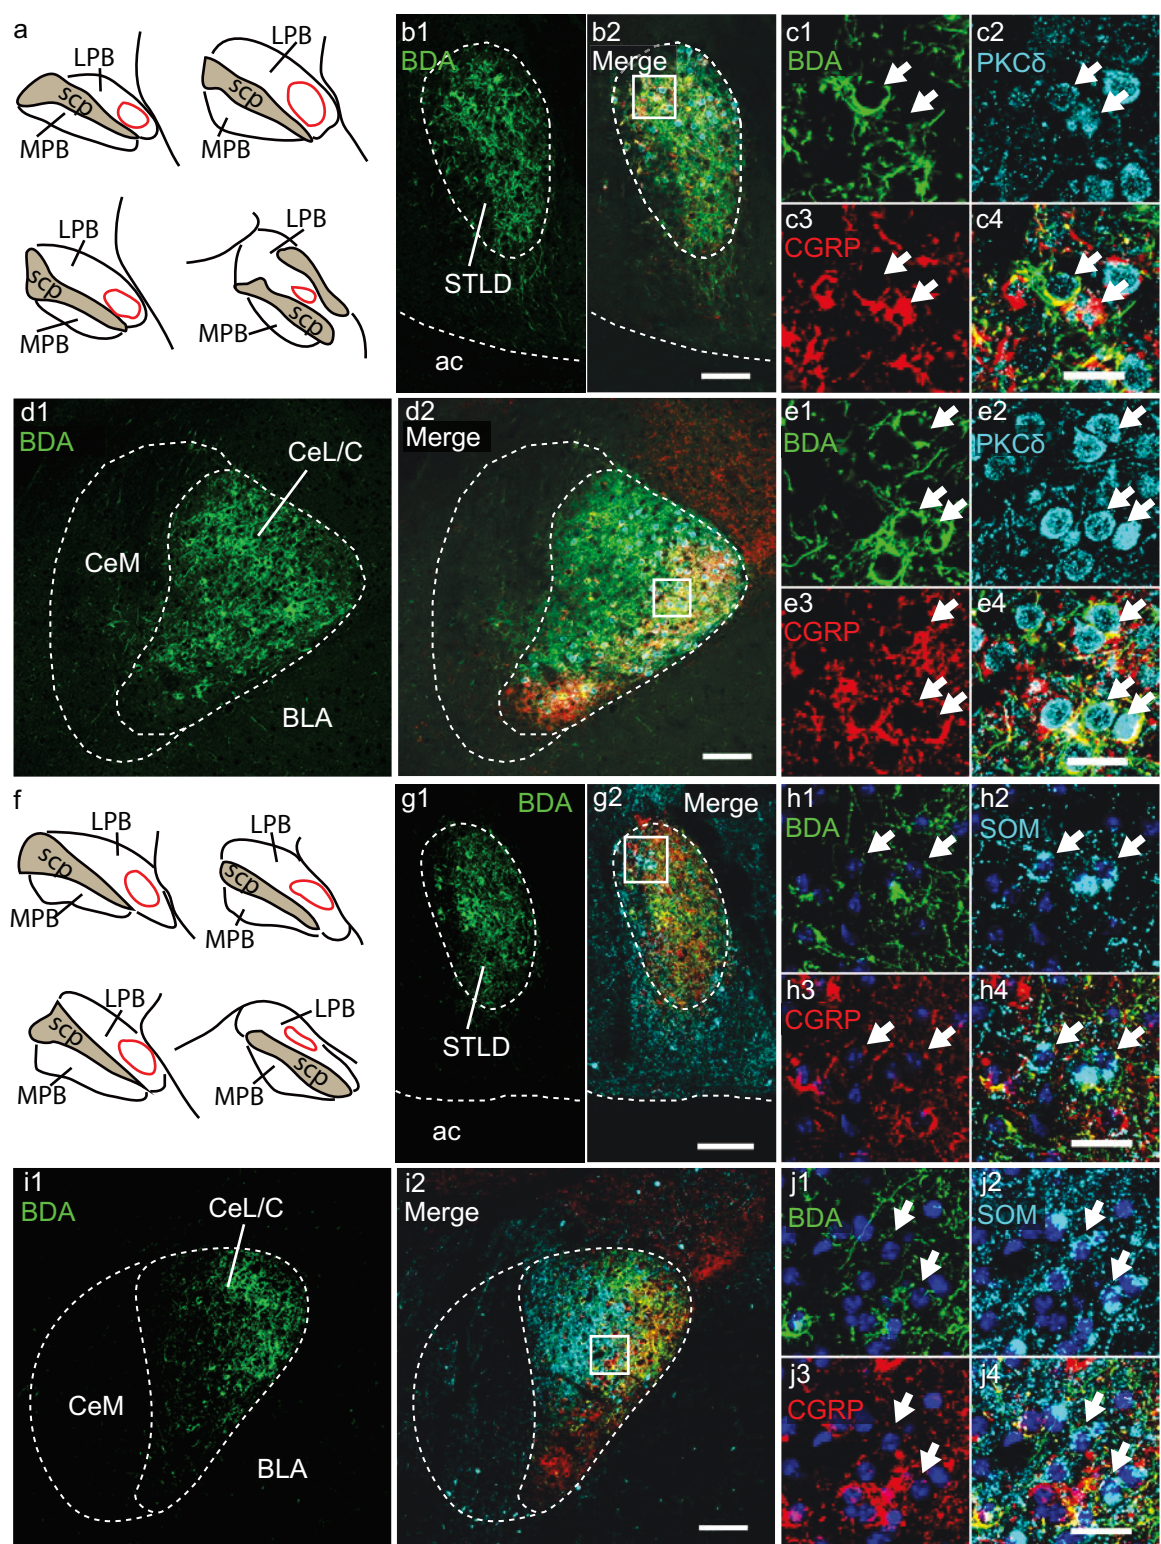 a
LPB
scp
MPB
LPB
scp
MPB
LPB
scp
MPB
LPB
MPB
scp
b1
BDA
STLD
ac
b2
Merge
c1
BDA
c2
PKCδ
c3
CGRP
c4
d1
BDA
CeL/C
CeM
BLA
d2
Merge
e1
BDA
e2
PKCδ
e3
CGRP
e4
f
LPB
scp
MPB
LPB
scp
MPB
LPB
scp
MPB
LPB
scp
MPB
g1
BDA
STLD
ac
g2
Merge
h1
BDA
h2
SOM
h3
CGRP
h4
i1
BDA
CeL/C
CeM
BLA
i2
Merge
j1
BDA
j2
SOM
j3
CGRP
j4